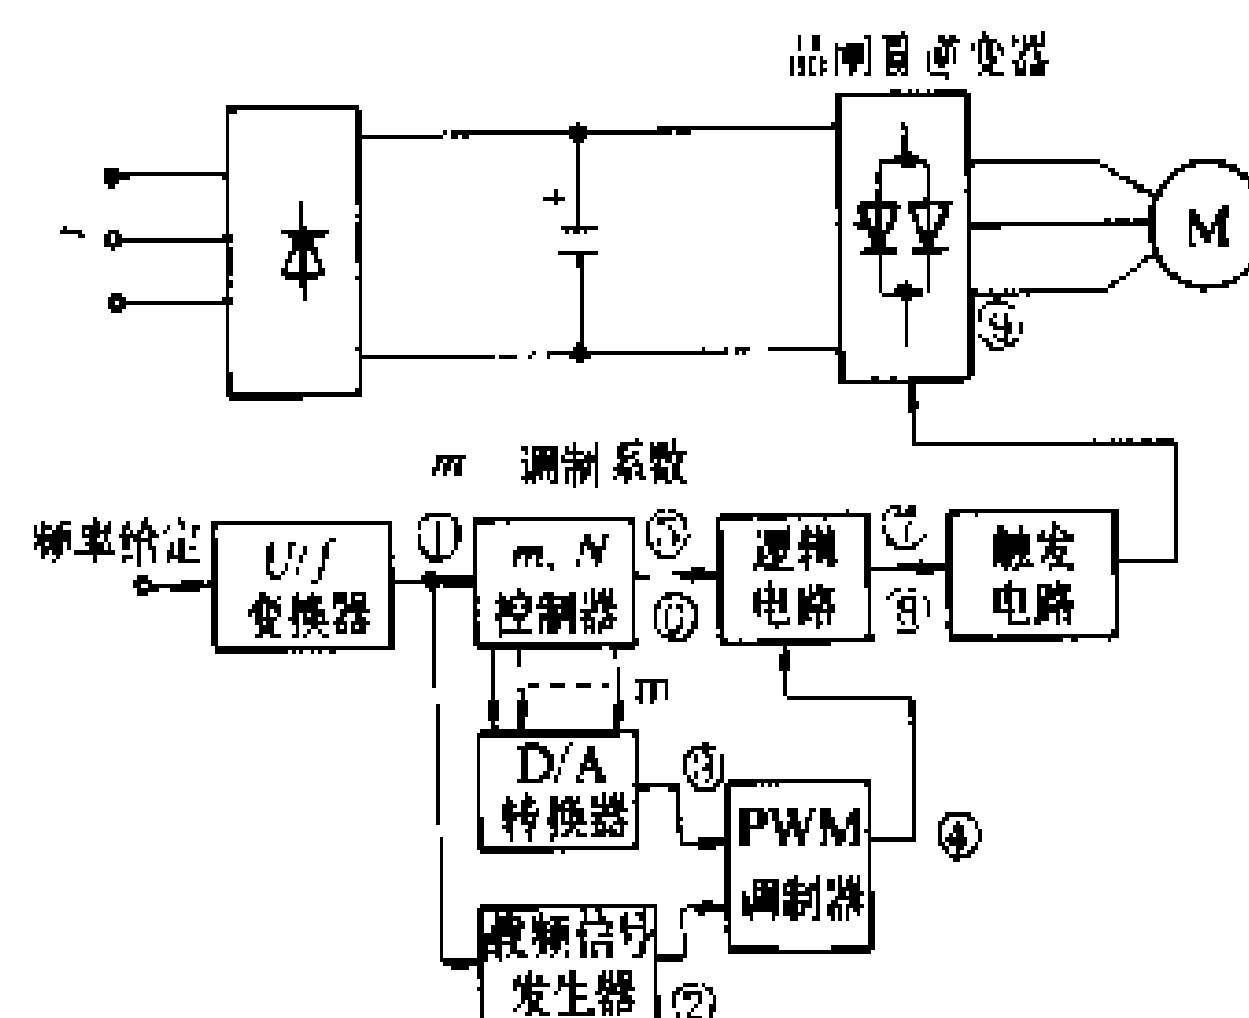 晶闸管逆变器
M
⑨
m 调制系数
频率给定
U/f
变换器
①
m、N
控制器
⑤
⑥
逻辑
电路
⑦
⑧
触发
电路
m
D/A
转换器
③
PWM
调制器
④
载频信号
发生器
②